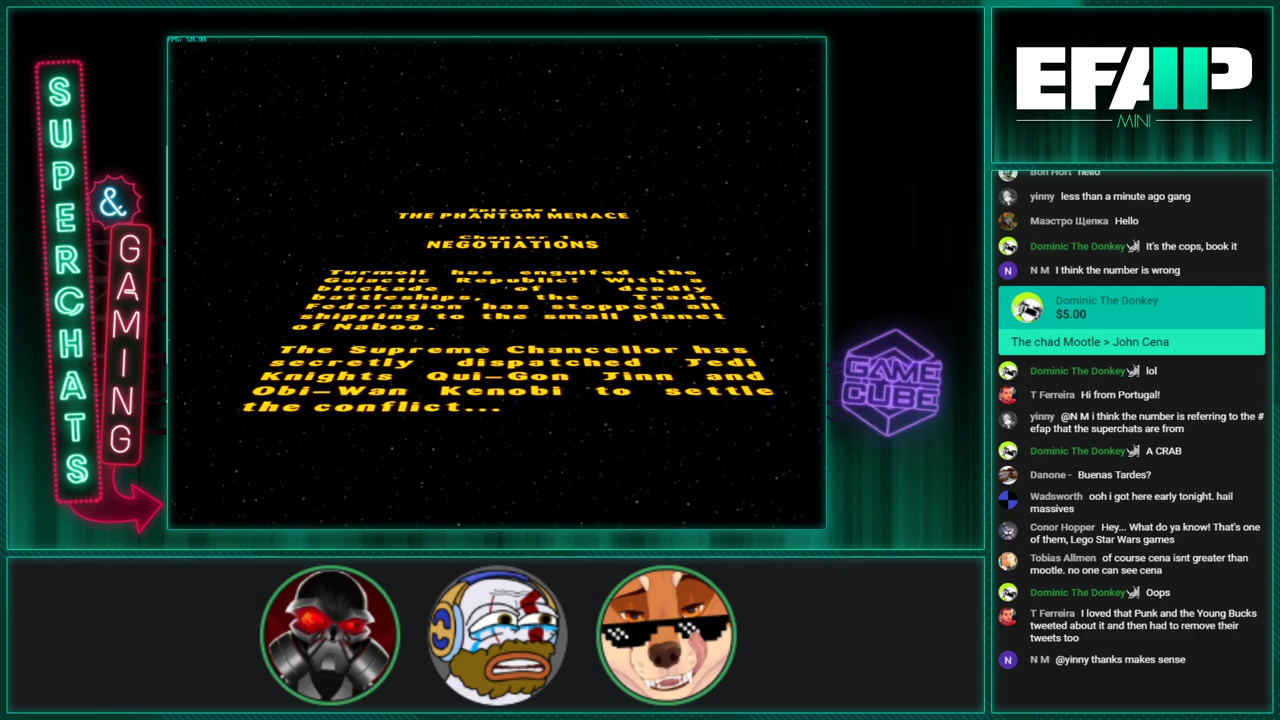 SUPERCHATS
&
GAMING
Episode I
THE PHANTOM MENACE
Chapter 1
NEGOTIATIONS
Turmoil has engulfed the
Galactic Republic! With a
blockade of deadly
battleships, the Trade
Federation has stopped all
shipping to the small planet
of Naboo.
The Supreme Chancellor has
secretly dispatched Jedi
Knights Qui-Gon Jinn and
Obi-Wan Kenobi to settle
the conflict...
GAME
CUBE
EFAP
MINI
hello
yinny less than a minute ago gang
Маэстро Щепка Hello
Dominic The Donkey It's the cops, book it
N
N M I think the number is wrong
Dominic The Donkey
$5.00
The chad Mootle > John Cena
Dominic The Donkey lol
T Ferreira Hi from Portugal!
yinny @N M i think the number is referring to the #
efap that the superchats are from
Dominic The Donkey A CRAB
Danone - Buenas Tardes?
Wadsworth ooh i got here early tonight. hail
massives
Conor Hopper Hey... What do ya know! That's one
of them, Lego Star Wars games
Tobias Allmen of course cena isnt greater than
mootle. no one can see cena
Dominic The Donkey Oops
T Ferreira I loved that Punk and the Young Bucks
tweeted about it and then had to remove their
tweets too
N
N M @yinny thanks makes sense